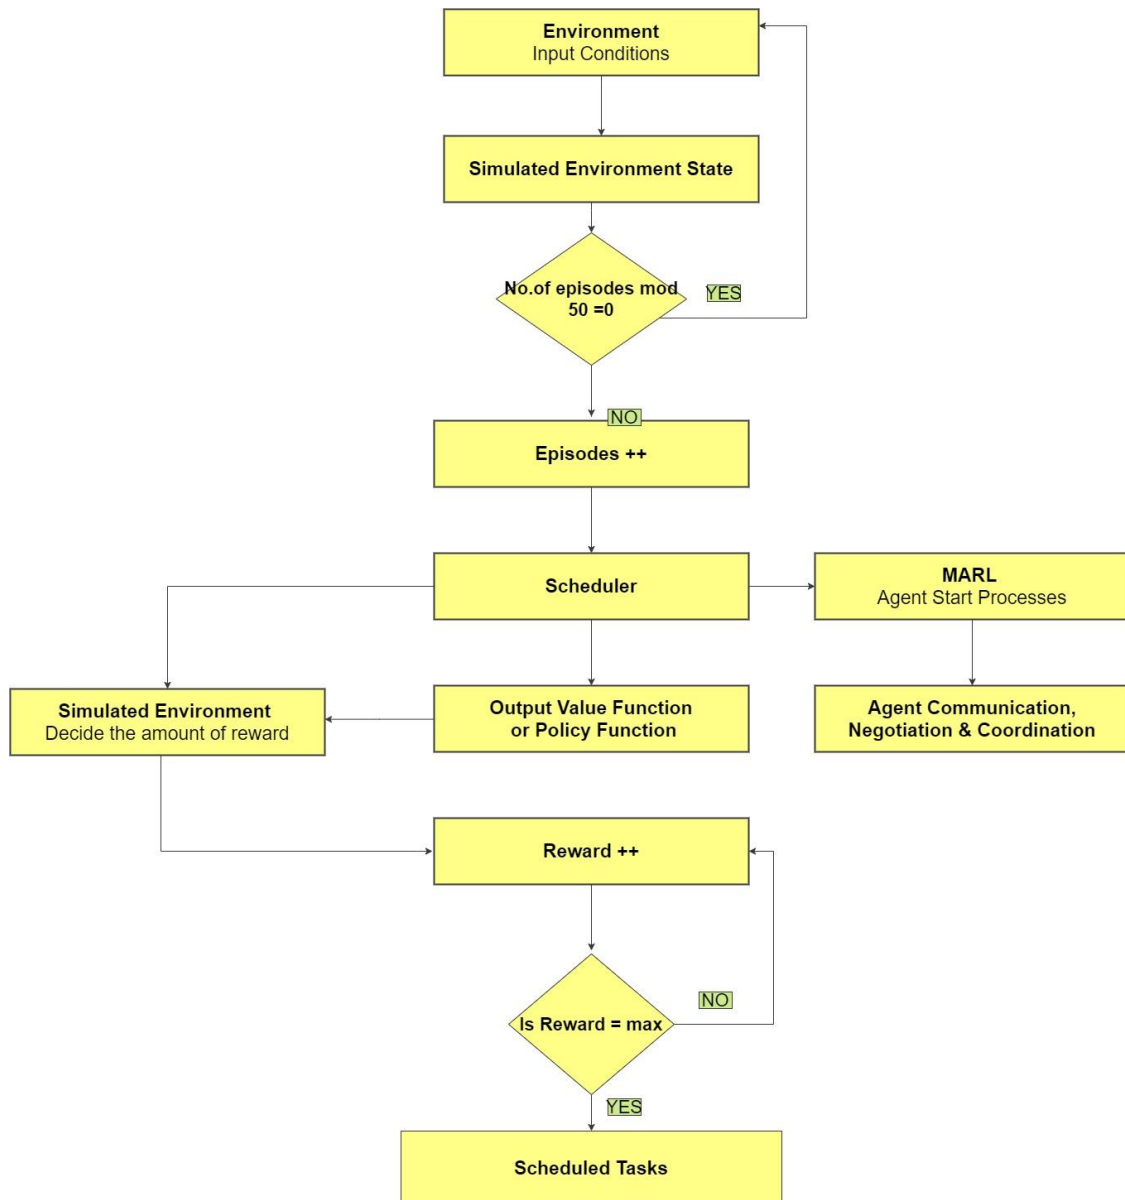 Environment
Input Conditions
Simulated Environment State
No.of episodes mod
50 =0
YES
NO
Episodes ++
Scheduler
MARL
Agent Start Processes
Simulated Environment
Decide the amount of reward
Output Value Function
or Policy Function
Agent Communication,
Negotiation & Coordination
Reward ++
Is Reward = max
NO
YES
Scheduled Tasks